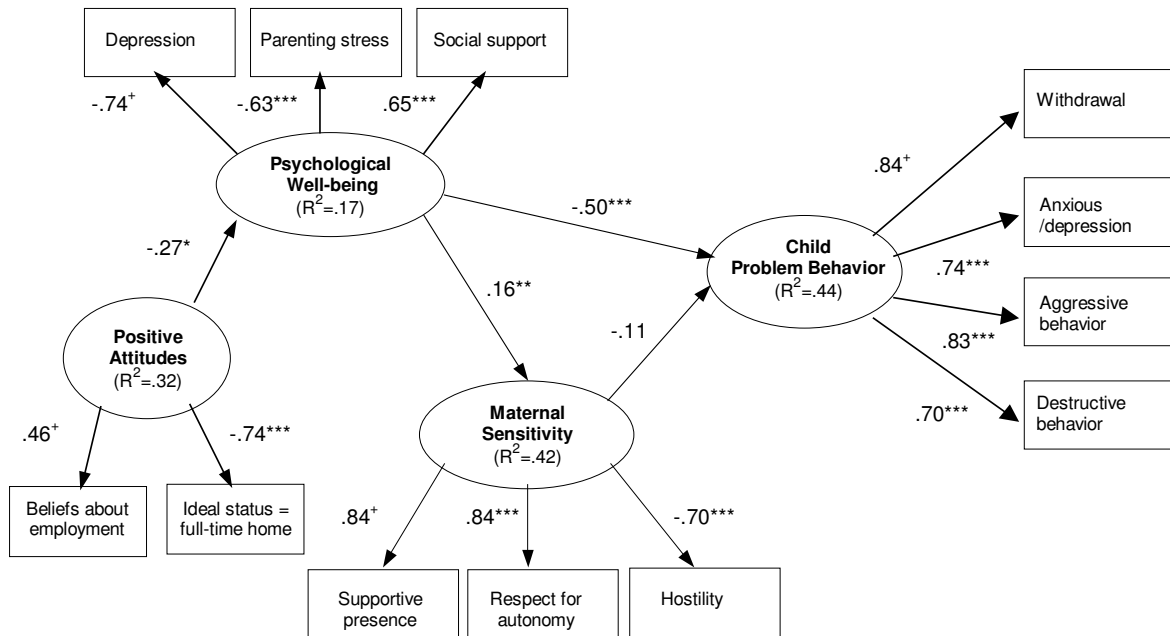 Depression
Parenting stress
Social support
-.74+
-.63***
.65***
Withdrawal
Psychological
Well-being
(R2=.17)
.84+
-.50***
Anxious
/depression
-.27*
Child
Problem Behavior
(R2=.44)
.74***
.16**
Aggressive
behavior
Positive
Attitudes
(R2=.32)
-.11
.83***
Destructive
behavior
.70***
Maternal
Sensitivity
(R2=.42)
.46+
-.74***
Beliefs about
employment
Ideal status =
full-time home
.84+
.84***
-.70***
Supportive
presence
Respect for
autonomy
Hostility